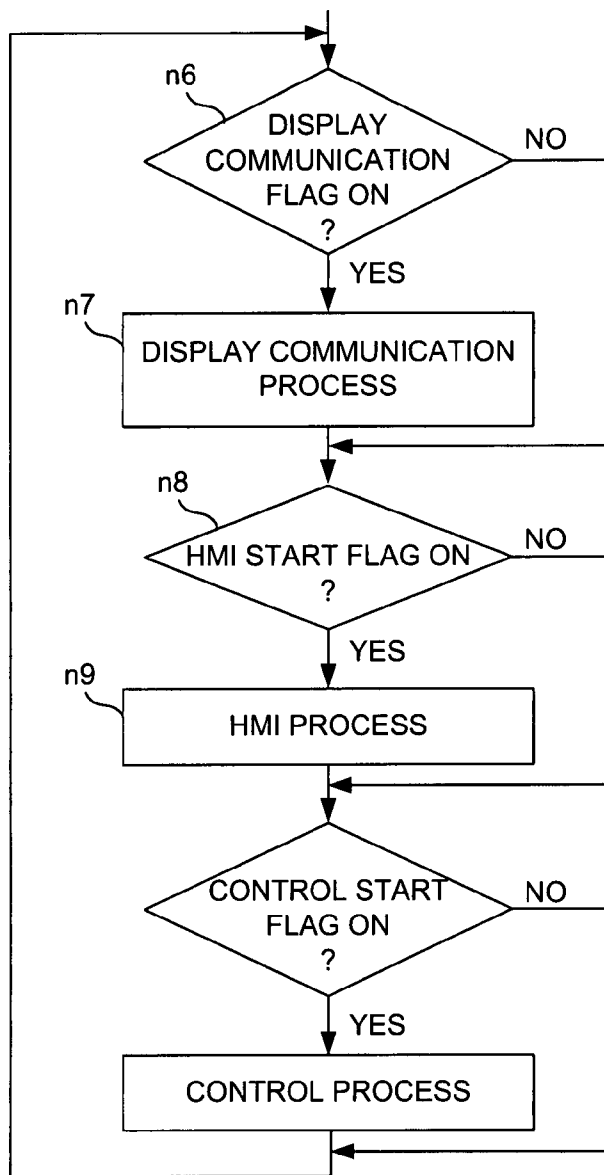 n6
DISPLAY
COMMUNICATION
FLAG ON
?
NO
YES
n7
DISPLAY COMMUNICATION
PROCESS
n8
HMI START FLAG ON
?
NO
YES
n9
HMI PROCESS
CONTROL START
FLAG ON
?
NO
YES
CONTROL PROCESS